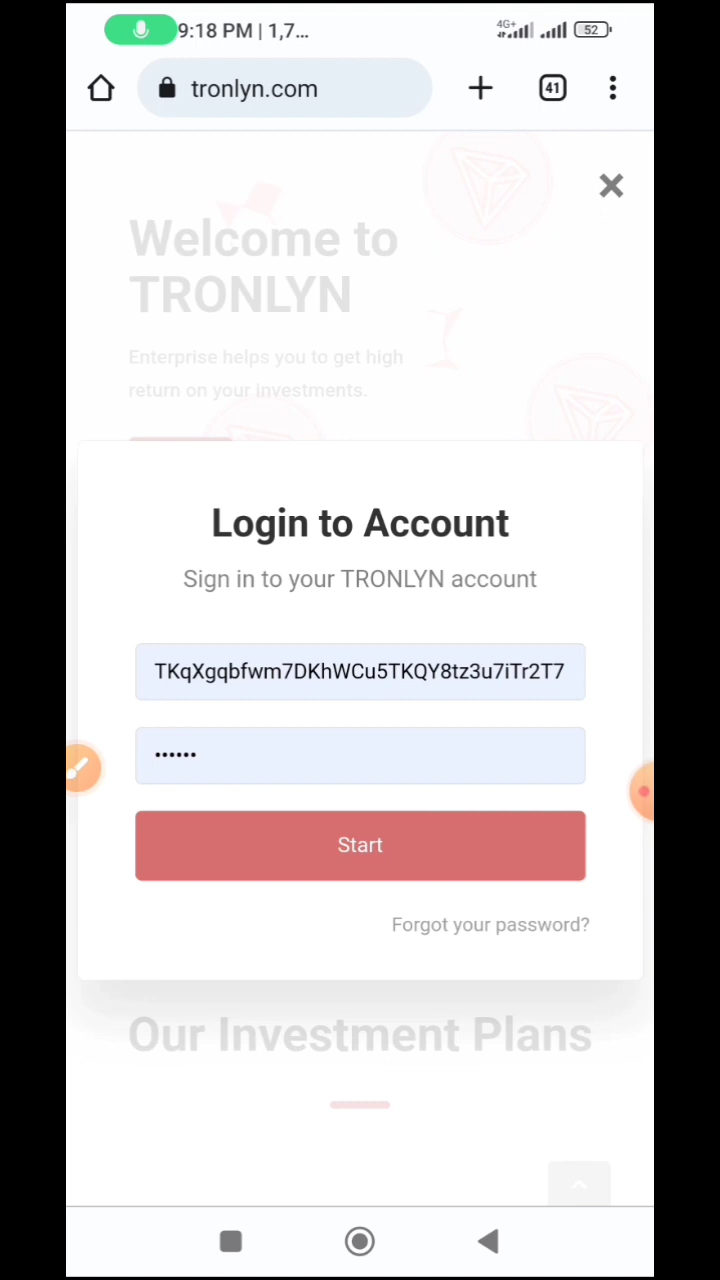 9:18 PM | 1,7...
4G+
52
tronlyn.com
41
Welcome to
TRONLYN
Enterprise helps you to get high
return on your investments.
Login to Account
Sign in to your TRONLYN account
TKqXgqbfwm7DKhWCu5TKQY8tz3u7iTr2T7
••••••
Start
Forgot your password?
Our Investment Plans